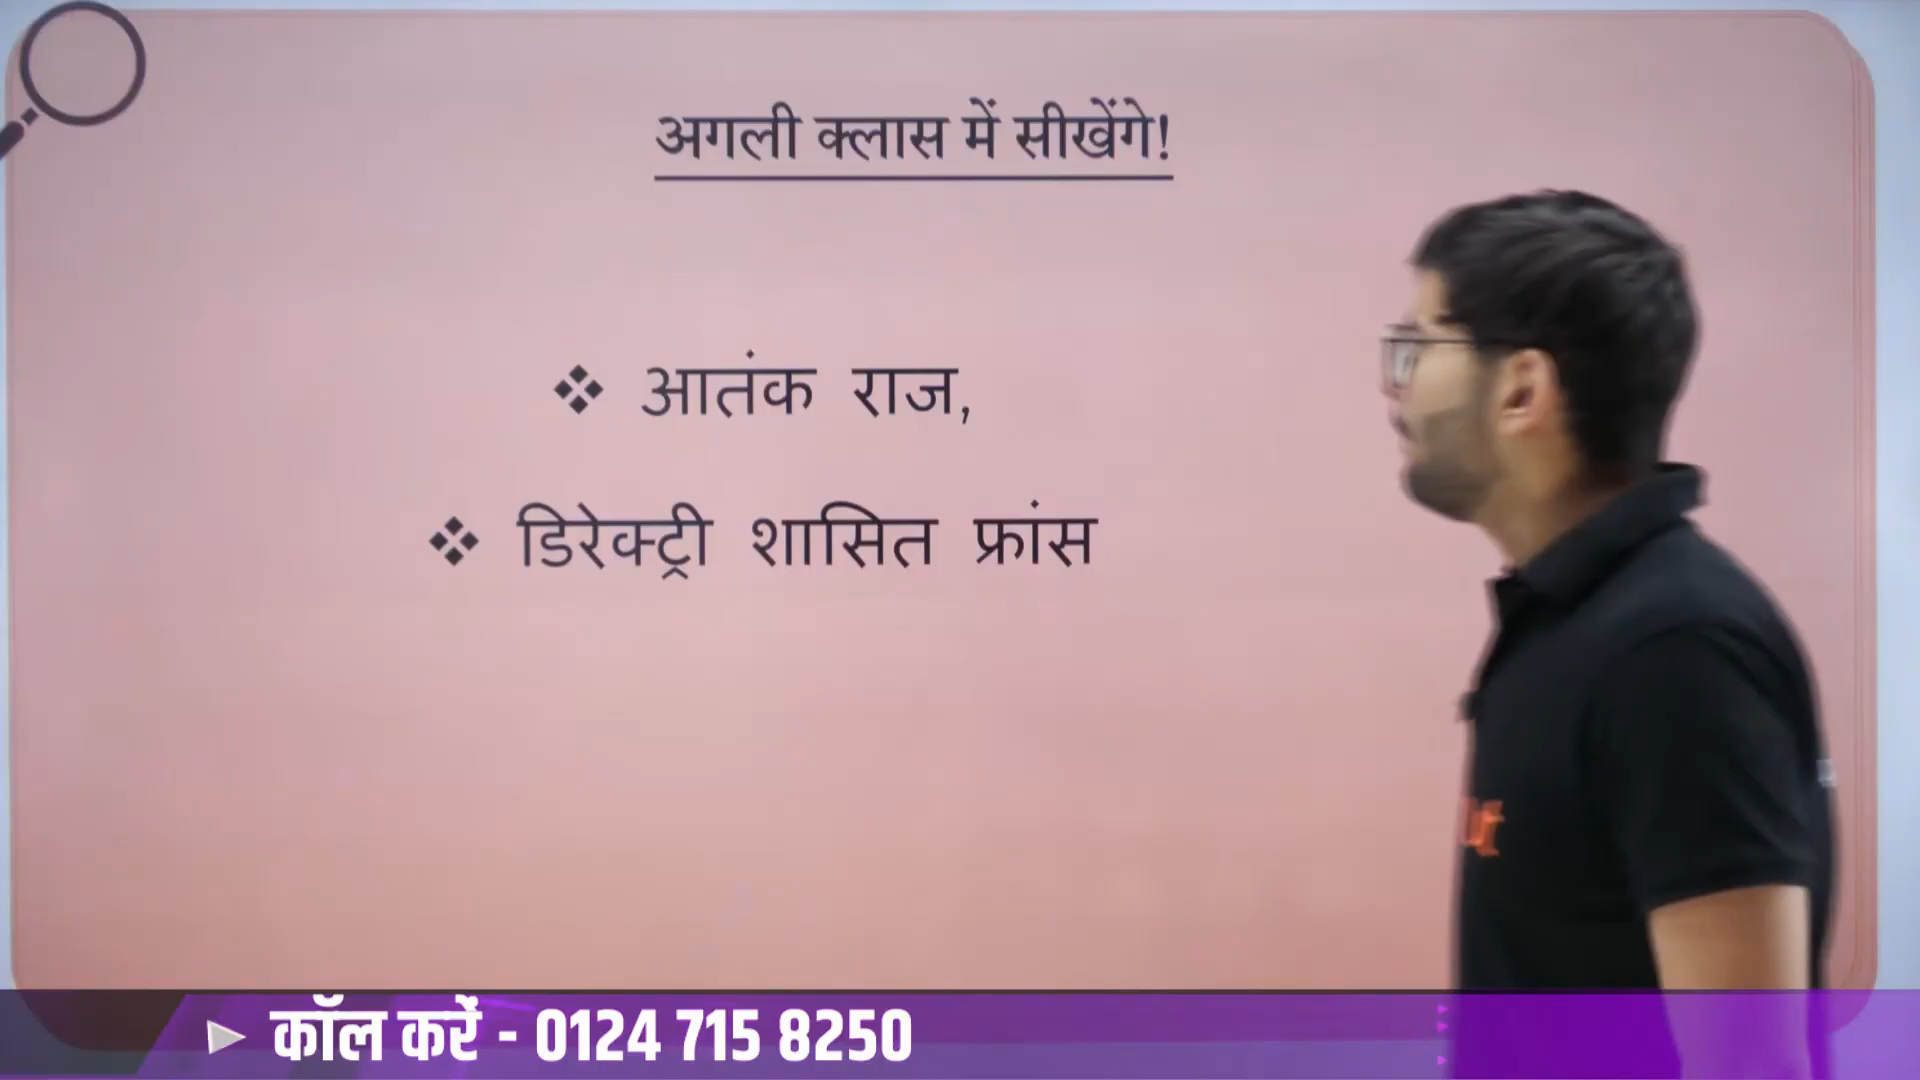 अगली क्लास में सीखेंगे!
❖ आतंक राज,
❖ डिरेक्ट्री शासित फ्रांस
कॉल करें - 0124 715 8250